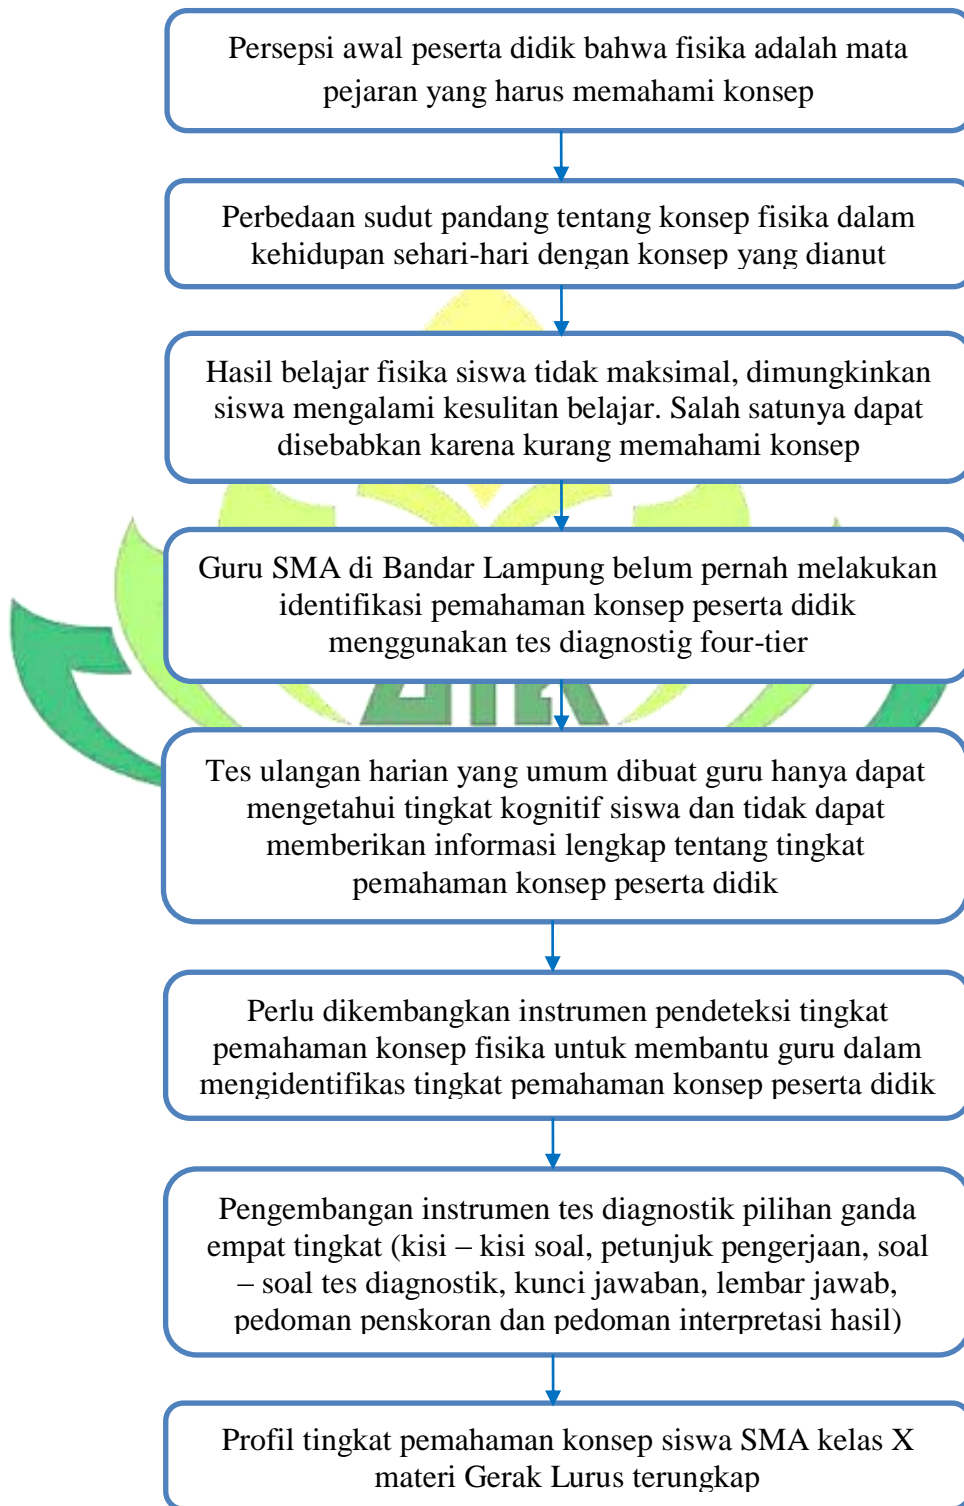 Persepsi awal peserta didik bahwa fisika adalah mata
pejaran yang harus memahami konsep
Perbedaan sudut pandang tentang konsep fisika dalam
kehidupan sehari-hari dengan konsep yang dianut
Hasil belajar fisika siswa tidak maksimal, dimungkinkan
siswa mengalami kesulitan belajar. Salah satunya dapat
disebabkan karena kurang memahami konsep
Guru SMA di Bandar Lampung belum pernah melakukan
identifikasi pemahaman konsep peserta didik
menggunakan tes diagnostig four-tier
Tes ulangan harian yang umum dibuat guru hanya dapat
mengetahui tingkat kognitif siswa dan tidak dapat
memberikan informasi lengkap tentang tingkat
pemahaman konsep peserta didik
Perlu dikembangkan instrumen pendeteksi tingkat
pemahaman konsep fisika untuk membantu guru dalam
mengidentifikas tingkat pemahaman konsep peserta didik
Pengembangan instrumen tes diagnostik pilihan ganda
empat tingkat (kisi – kisi soal, petunjuk pengerjaan, soal
– soal tes diagnostik, kunci jawaban, lembar jawab,
pedoman penskoran dan pedoman interpretasi hasil)
Profil tingkat pemahaman konsep siswa SMA kelas X
materi Gerak Lurus terungkap